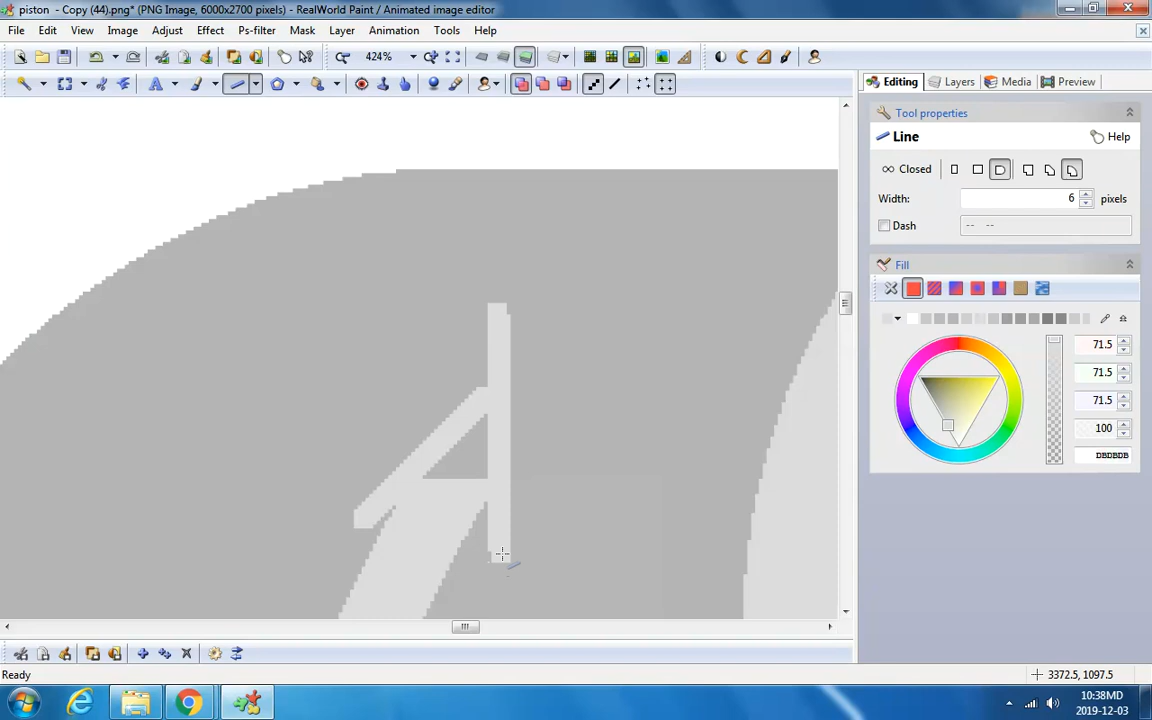 piston - Copy (44).png* (PNG Image, 6000x2700 pixels) - RealWorld Paint / Animated image editor
File Edit View Image Adjust Effect Ps-filter Mask Layer Animation Tools Help
424%
Editing Layers Media Preview
Tool properties
Line Help
Closed
Width: 6 pixels
Dash
Fill
71.5
71.5
71.5
100
DBDBDB
Ready 3372.5, 1097.5
10:38MD
2019-12-03